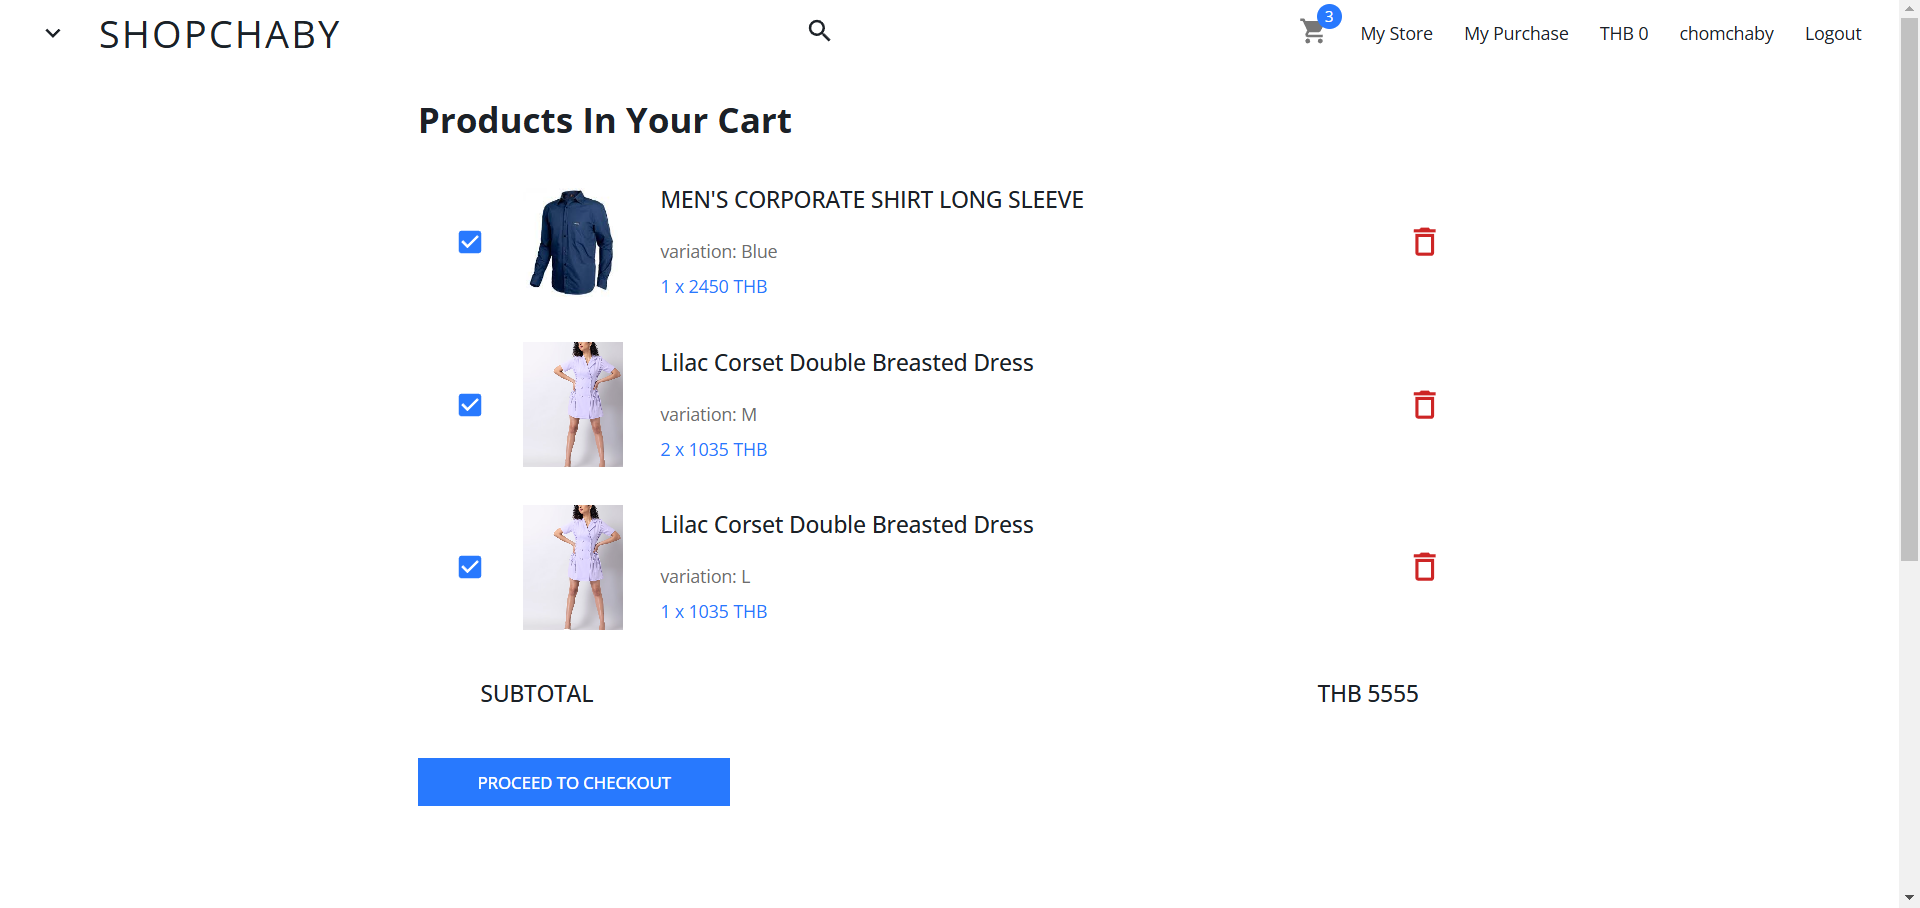 SHOPCHABY
3
My Store
My Purchase
THB 0
chomchaby
Logout
Products In Your Cart
MEN'S CORPORATE SHIRT LONG SLEEVE
variation: Blue
1 x 2450 THB
Lilac Corset Double Breasted Dress
variation: M
2 x 1035 THB
Lilac Corset Double Breasted Dress
variation: L
1 x 1035 THB
SUBTOTAL
THB 5555
PROCEED TO CHECKOUT